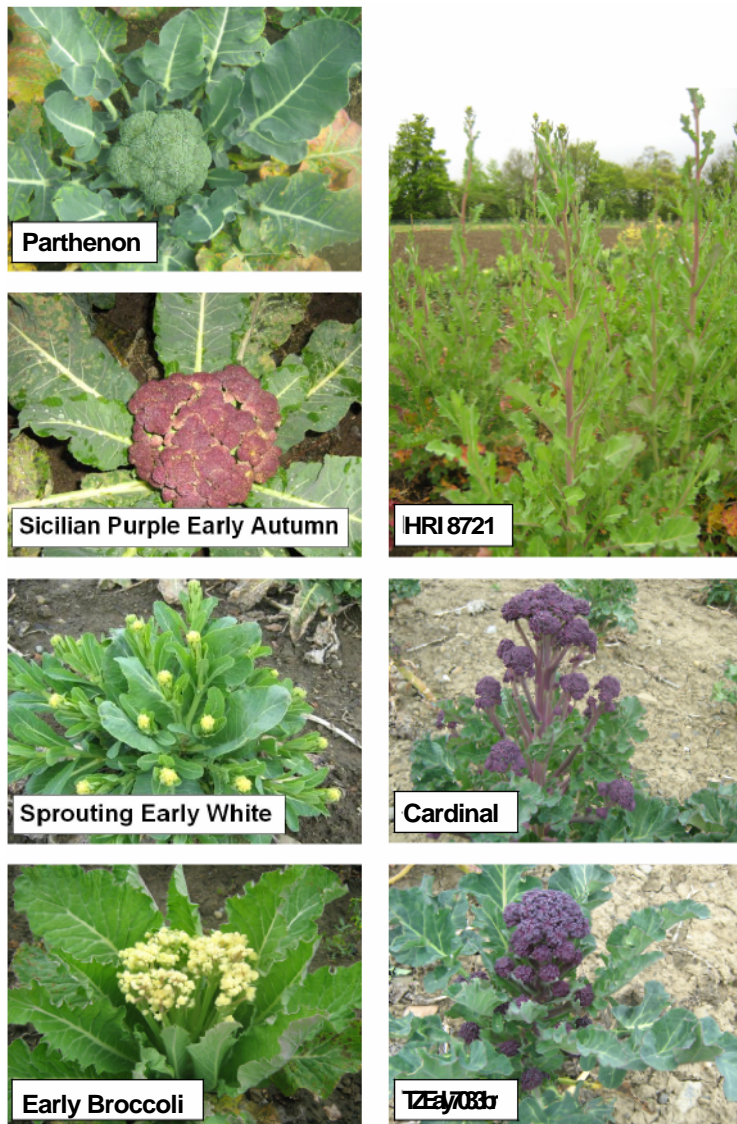 Parthenon
Sicilian Purple Early Autumn
HRI 8721
Sprouting Early White
Cardinal
Early Broccoli